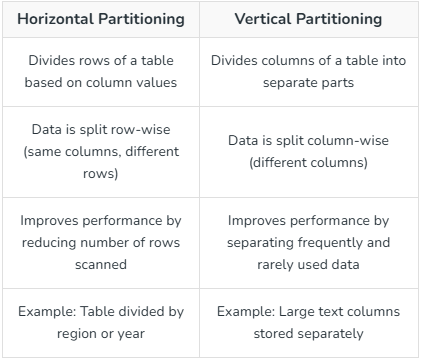 Horizontal Partitioning
Vertical Partitioning
Divides rows of a table
based on column values
Divides columns of a table into
separate parts
Data is split row-wise
(same columns, different
rows)
Data is split column-wise
(different columns)
Improves performance by
reducing number of rows
scanned
Improves performance by
separating frequently and
rarely used data
Example: Table divided by
region or year
Example: Large text columns
stored separately